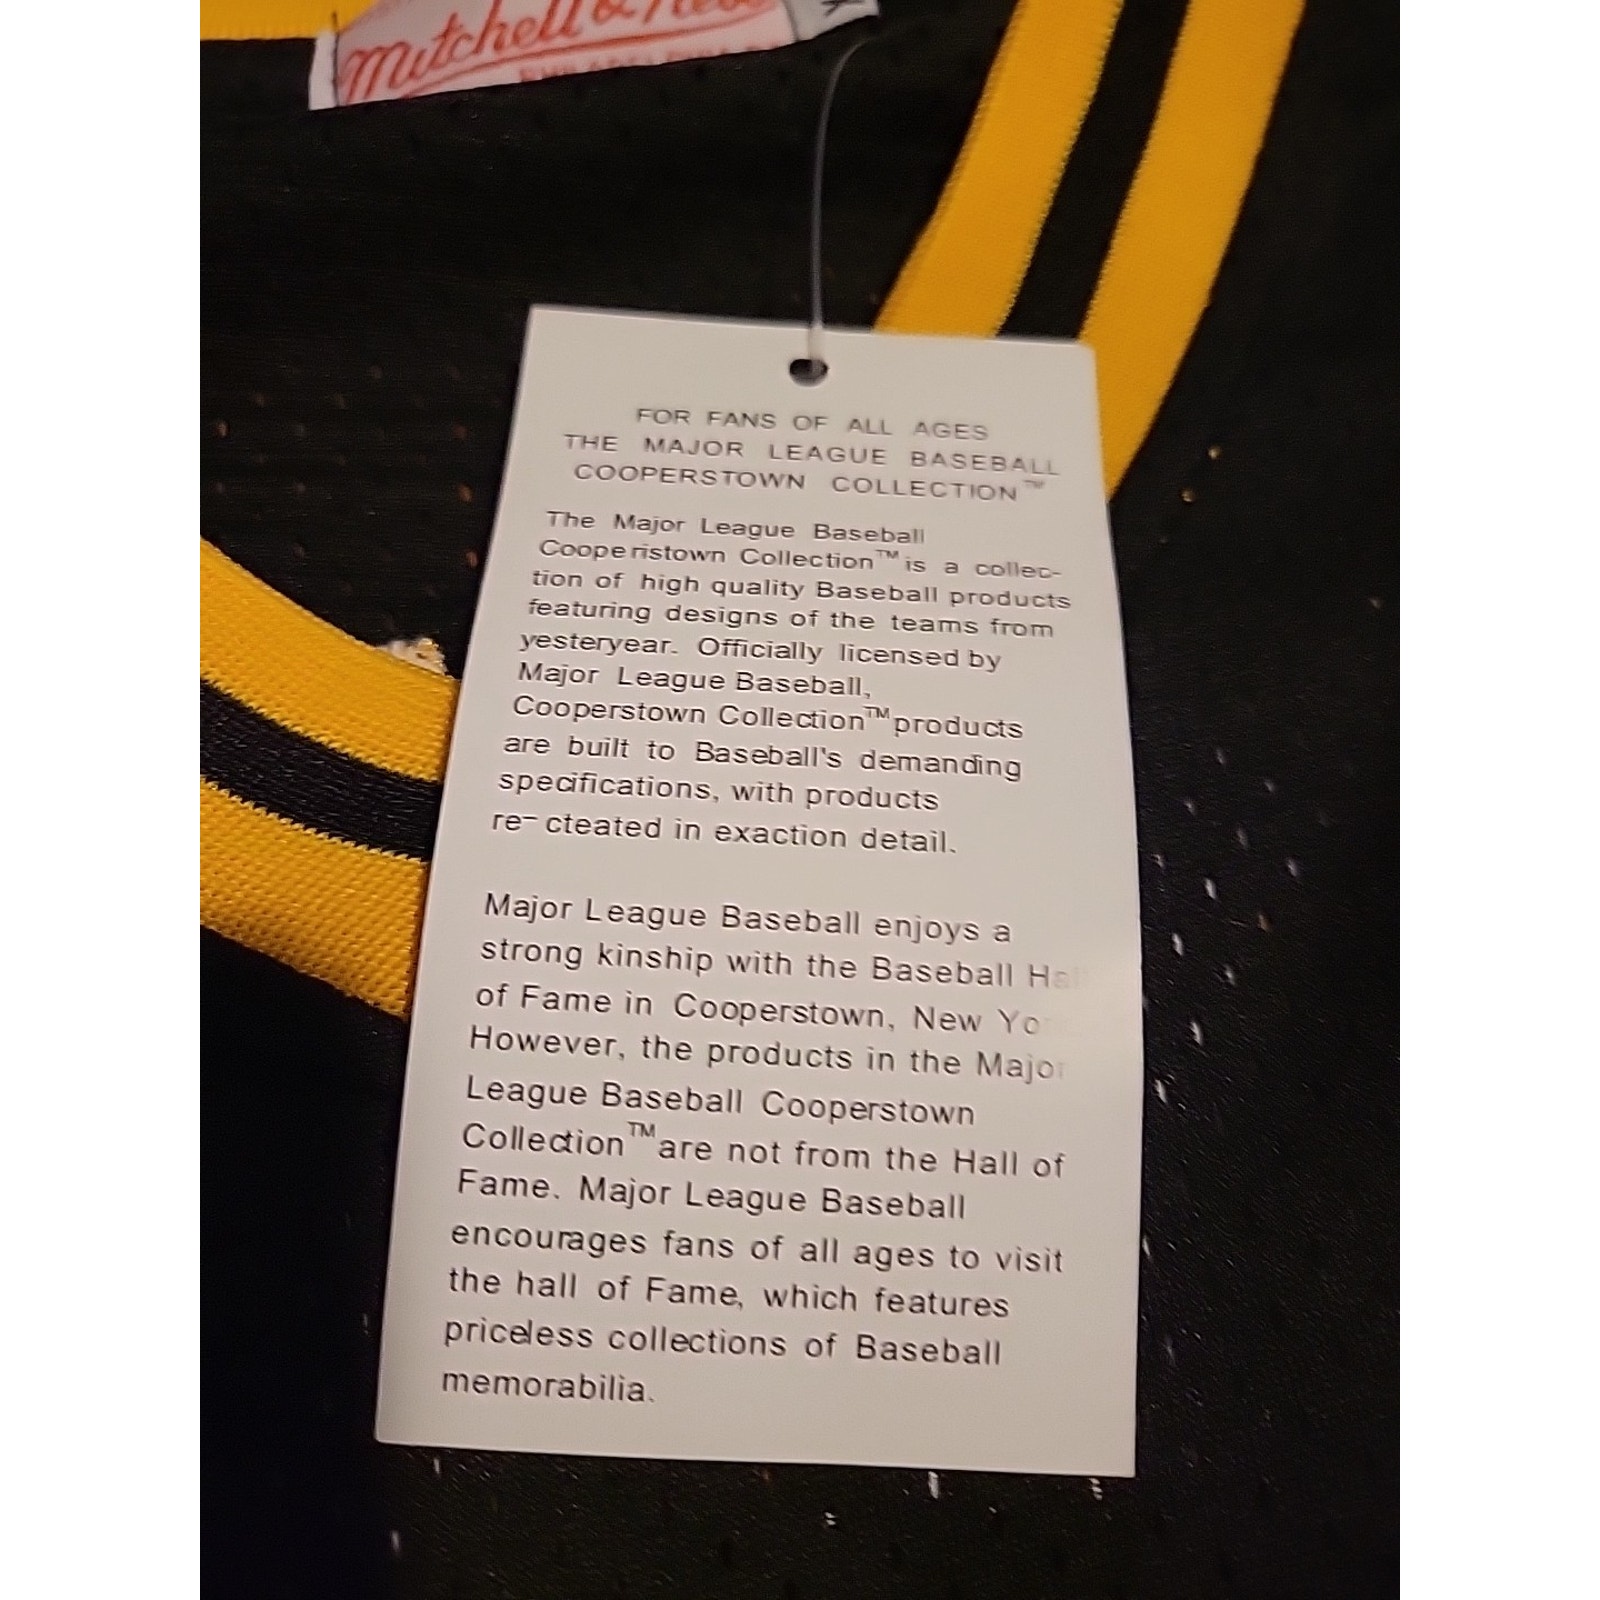 Mitchell &
FOR FANS OF ALL AGES
THE MAJOR LEAGUE BASEBALL
COOPERSTOWN COLLECTION™
The Major League Baseball
Cooperistown Collection™ is a collec-
tion of high quality Baseball products
featuring designs of the teams from
yesteryear. Officially licensed by
Major League Baseball,
Cooperstown Collection™ products
are built to Baseball's demanding
specifications, with products
re- cteated in exaction detail.
Major League Baseball enjoys a
strong kinship with the Baseball Hal
of Fame in Cooperstown, New Yo
However, the products in the Major
League Baseball Cooperstown
Collection™ are not from the Hall of
Fame. Major League Baseball
encourages fans of all ages to visit
the hall of Fame, which features
priceless collections of Baseball
memorabilia.